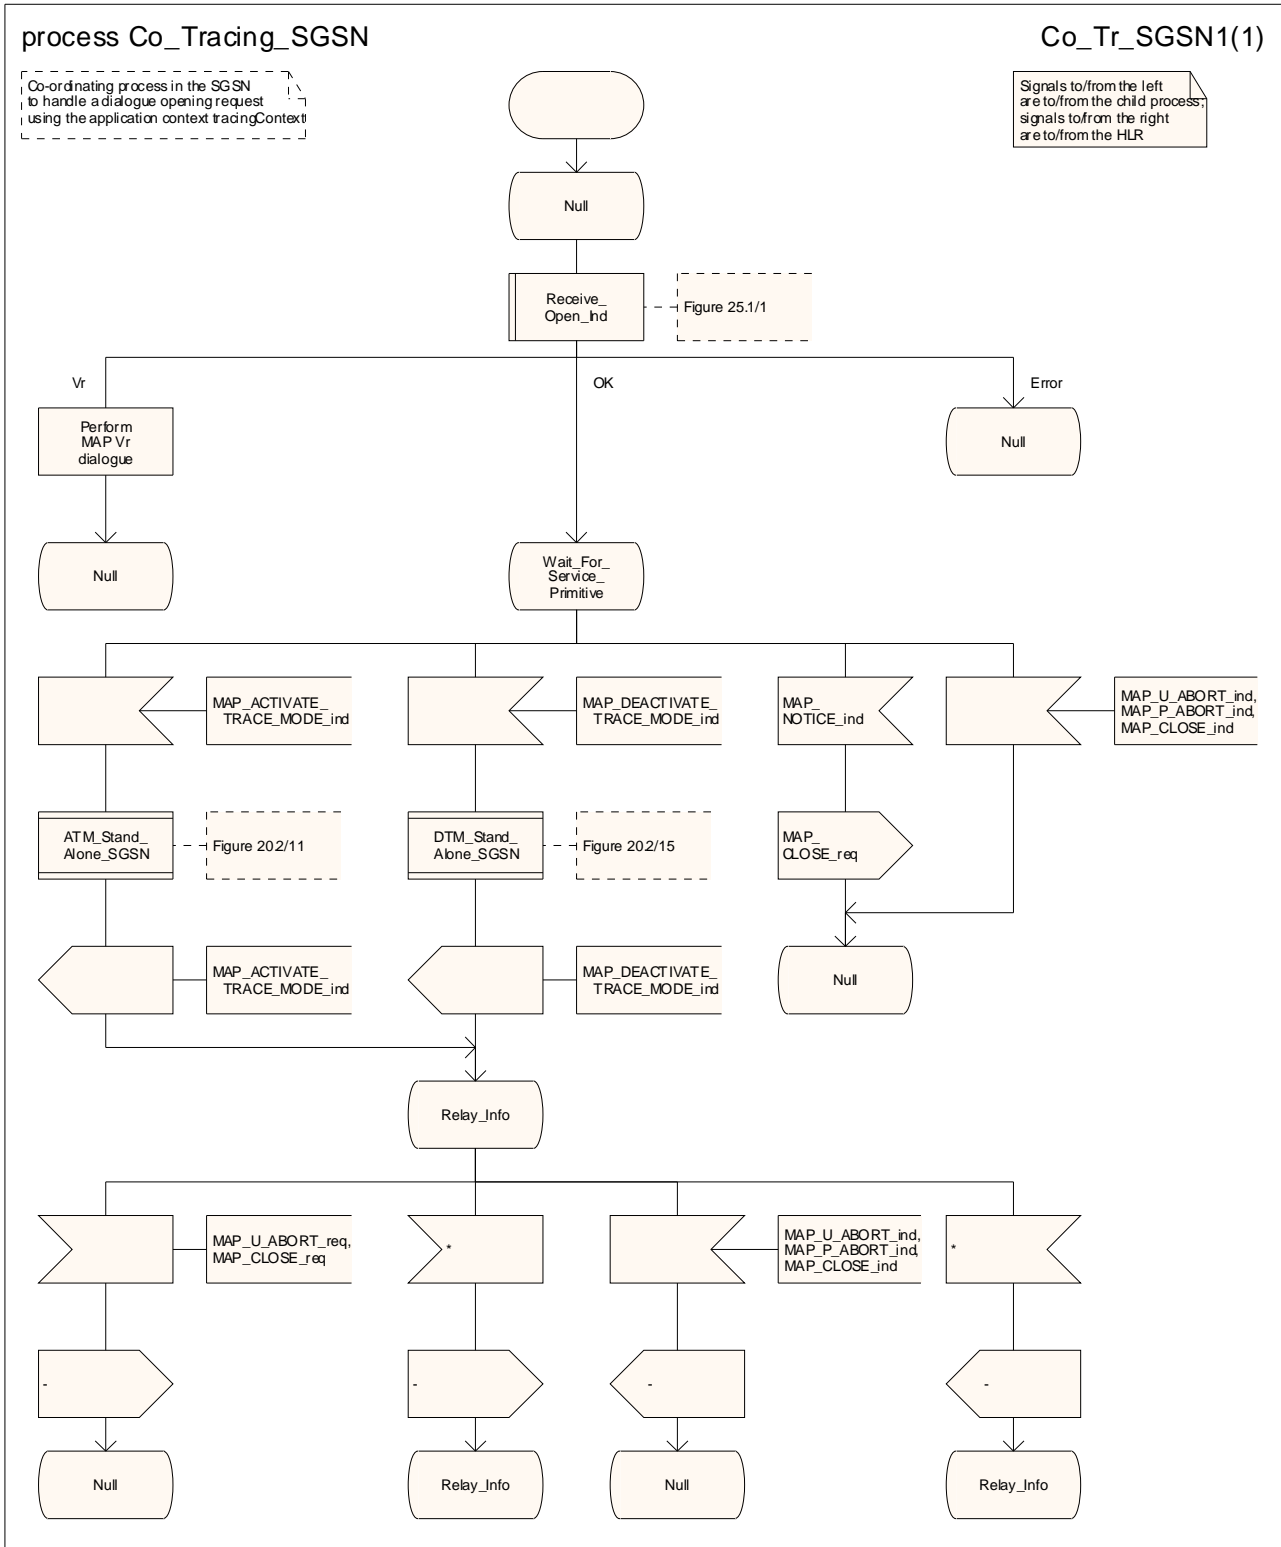 process Co_Tracing_SGSN
Co_Tr_SGSN1(1)
Co-ordinating process in the SGSN
to handle a dialogue opening request
using the application context tracingContext
Signals to/from the left
are to/from the child process;
signals to/from the right
are to/from the HLR
Null
Receive_
Open_Ind
Figure 25.1/1
Vr
OK
Error
Perform
MAP Vr
dialogue
Null
Null
Wait_For_
Service_
Primitive
MAP_ACTIVATE_
TRACE_MODE_ind
MAP_DEACTIVATE_
TRACE_MODE_ind
MAP_
NOTICE_ind
MAP_U_ABORT_ind,
MAP_P_ABORT_ind,
MAP_CLOSE_ind
ATM_Stand_
Alone_SGSN
Figure 20.2/11
DTM_Stand_
Alone_SGSN
Figure 20.2/15
MAP_
CLOSE_req
MAP_ACTIVATE_
TRACE_MODE_ind
MAP_DEACTIVATE_
TRACE_MODE_ind
Null
Relay_Info
MAP_U_ABORT_req,
MAP_CLOSE_req
*
MAP_U_ABORT_ind,
MAP_P_ABORT_ind,
MAP_CLOSE_ind
*
-
-
-
-
Null
Relay_Info
Null
Relay_Info